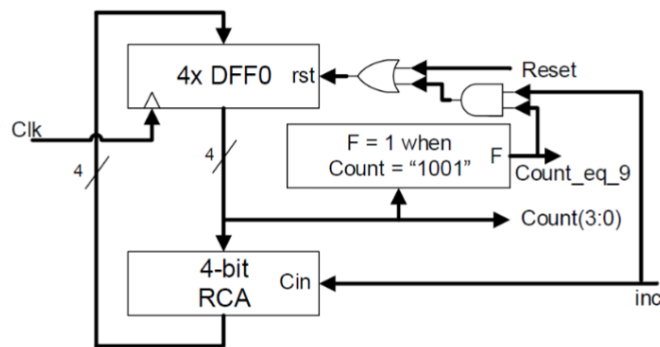 4x DFF0
rst
Reset
Clk
4
4
F = 1 when
Count = “1001”
F
Count_eq_9
Count(3:0)
4-bit
RCA
Cin
inc